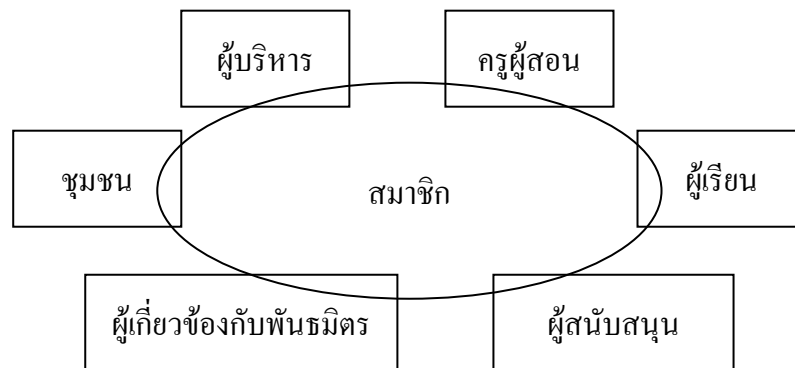 ผู้บริหาร
ครูผู้สอน
ชุมชน
สมาชิก
ผู้เรียน
ผู้เกี่ยวข้องกับพันธมิตร
ผู้สนับสนุน